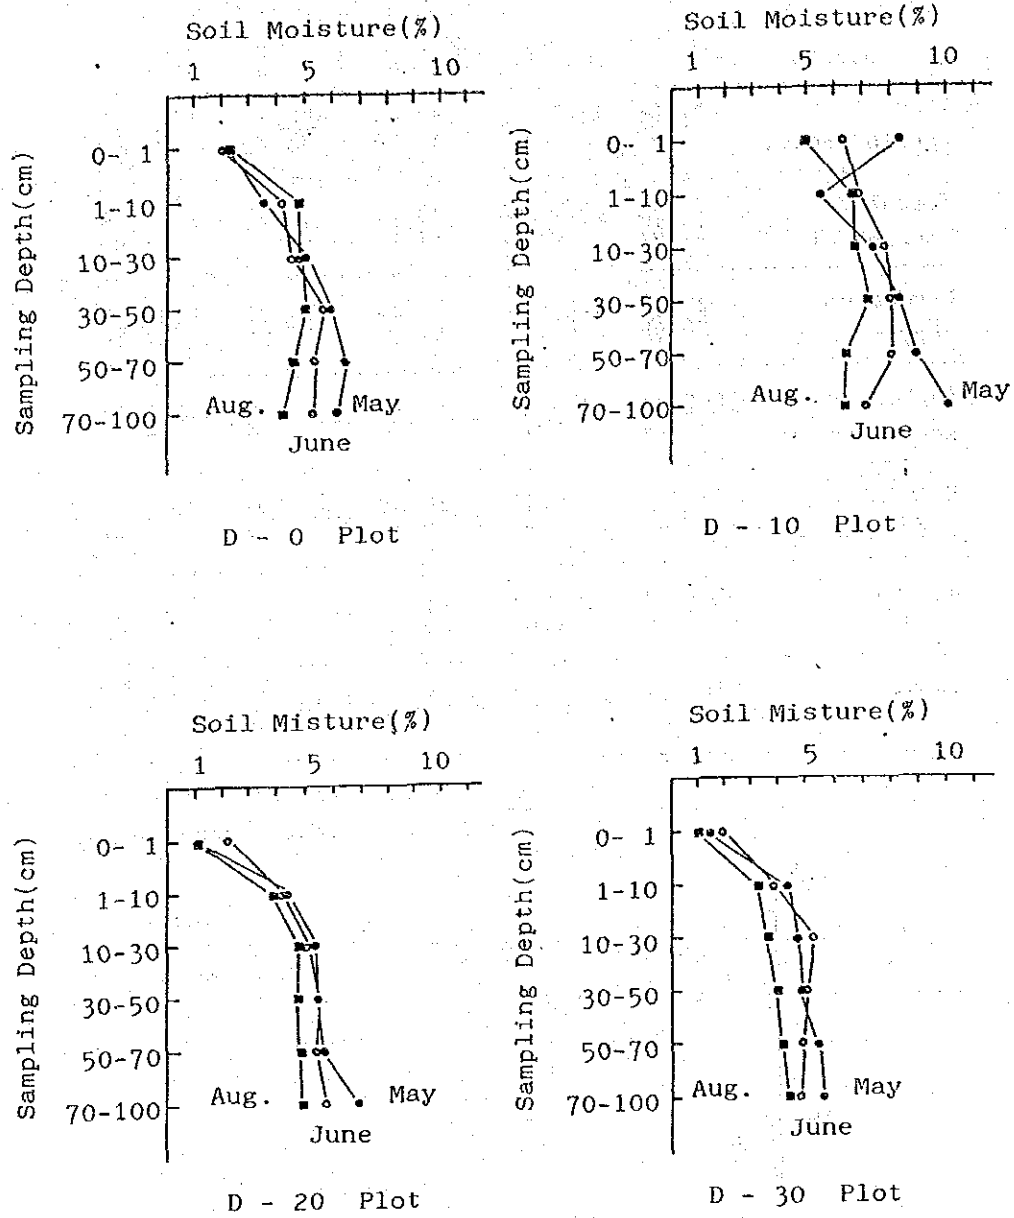 Soil Moisture(%)
1 5 10
Sampling Depth(cm)
0- 1
1-10
10-30
30-50
50-70
70-100
Aug.
May
June
D - 0 Plot
Soil Moisture(%)
5 10
Sampling Depth(cm)
0- 1
1-10
10-30
30-50
50-70
70-100
Aug.
May
June
D - 10 Plot
Soil Misture(%)
1 5 10
Sampling Depth(cm)
0- 1
1-10
10-30
30-50
50-70
70-100
Aug.
May
June
D - 20 Plot
Soil Misture(%)
1 5 10
Sampling Depth(cm)
0- 1
1-10
10-30
30-50
50-70
70-100
Aug.
May
June
D - 30 Plot